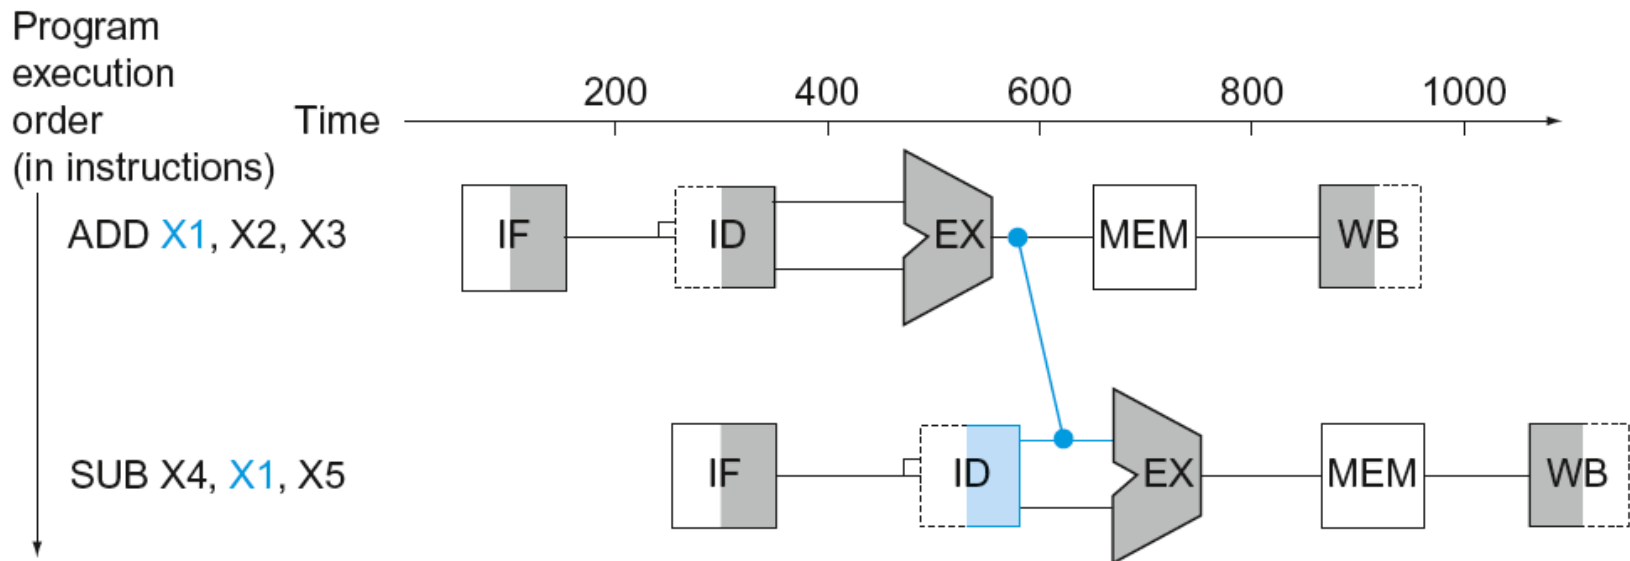 Program
execution
order
(in instructions)
Time
200 400 600 800 1000
ADD X1, X2, X3
IF ID EX MEM WB
SUB X4, X1, X5
IF ID EX MEM WB